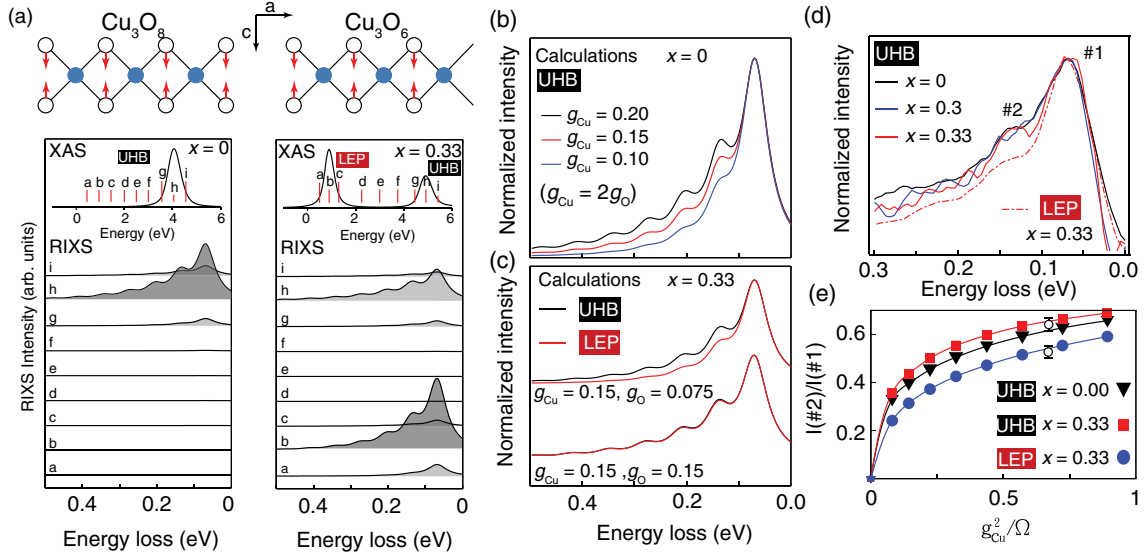 (a)
Cu3O8
a
c
Cu3O6
XAS
x = 0
UHB
a b c d e f g h i
0 2 4 6
Energy (eV)
RIXS
i
h
g
f
e
d
c
b
a
0.4 0.2 0
Energy loss (eV)
RIXS Intensity (arb. units)
XAS
x = 0.33
LEP
UHB
a b c d e f g h i
0 2 4 6
Energy (eV)
RIXS
i
h
g
f
e
d
c
b
a
0.4 0.2 0
Energy loss (eV)
(b)
Calculations
x = 0
UHB
gCu = 0.20
gCu = 0.15
gCu = 0.10
(gCu = 2gO)
Normalized intensity
(c)
Calculations
x = 0.33
UHB
LEP
gCu = 0.15, gO = 0.075
gCu = 0.15 ,gO = 0.15
Normalized intensity
0.4 0.2 0.0
Energy loss (eV)
(d)
UHB
x = 0
x = 0.3
x = 0.33
#1
#2
LEP
x = 0.33
Normalized intensity
0.3 0.2 0.1 0.0
Energy loss (eV)
(e)
0.6
0.4
0.2
I(#2)/I(#1)
UHB x = 0.00
UHB x = 0.33
LEP x = 0.33
0 0.5 1
g²Cu/Ω